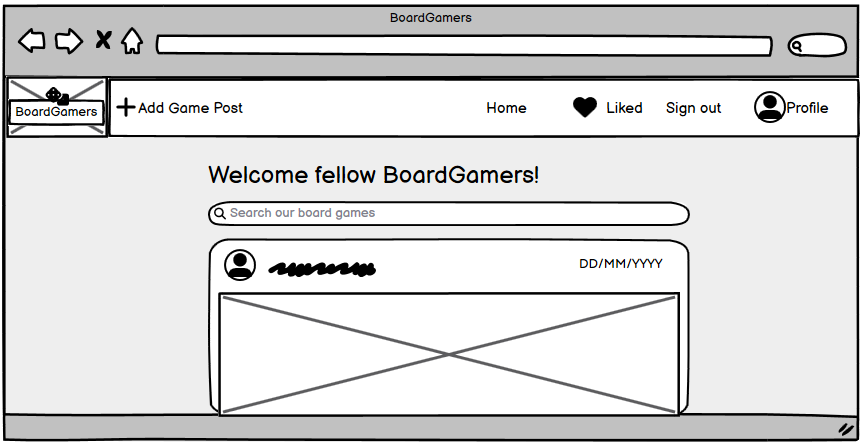 BoardGamers
BoardGamers
Add Game Post
Home
Liked
Sign out
Profile
Welcome fellow BoardGamers!
Search our board games
DD/MM/YYYY